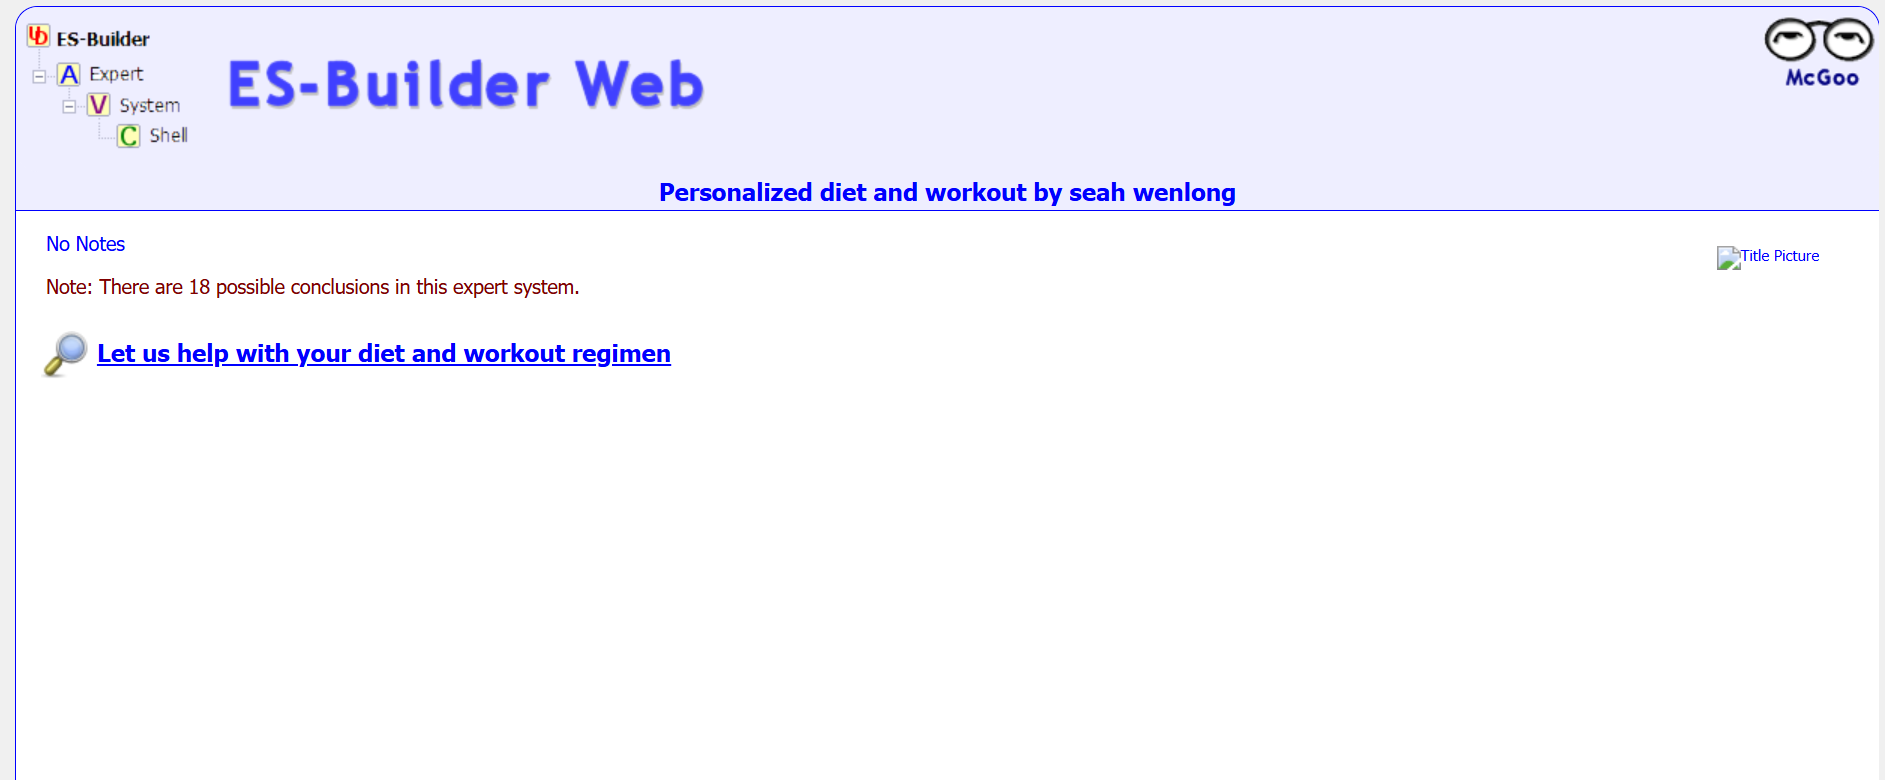 ES-Builder
A Expert
V System
C Shell
ES-Builder Web
McGoo
Personalized diet and workout by seah wenlong
No Notes
Title Picture
Note: There are 18 possible conclusions in this expert system.
Let us help with your diet and workout regimen